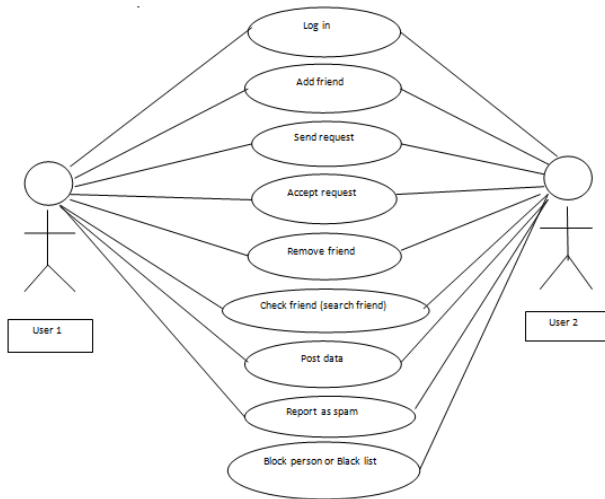 Log in
Add friend
Send request
Accept request
Remove friend
Check friend (search friend)
User 1
User 2
Post data
Report as spam
Block person or Black list